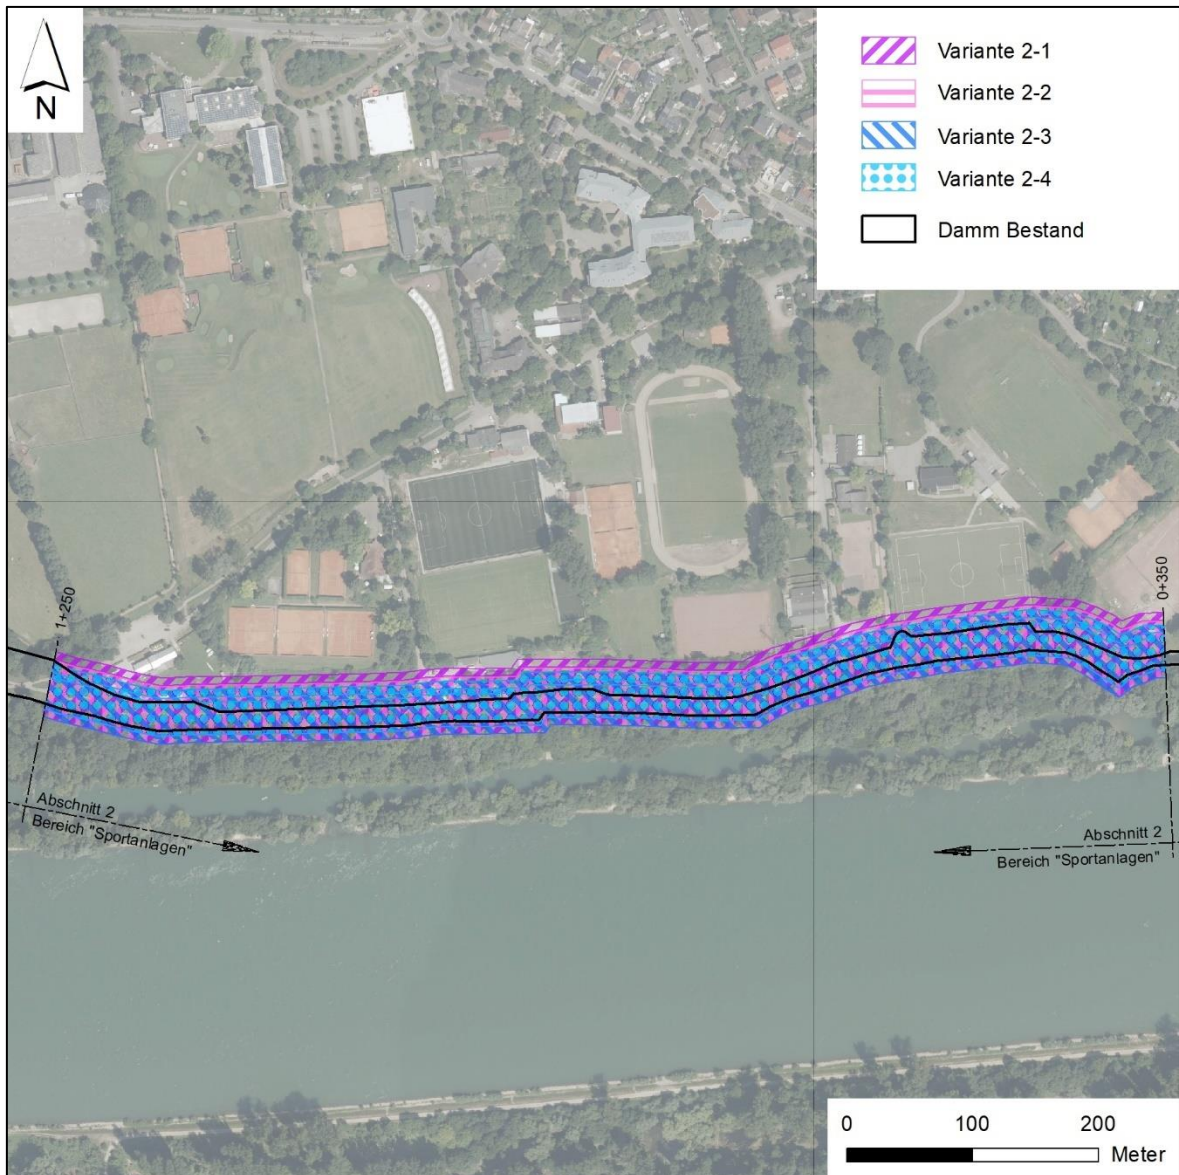 N
Variante 2-1
Variante 2-2
Variante 2-3
Variante 2-4
Damm Bestand
1+250
0+350
Abschnitt 2
Bereich "Sportanlagen"
Abschnitt 2
Bereich "Sportanlagen"
0 100 200
Meter